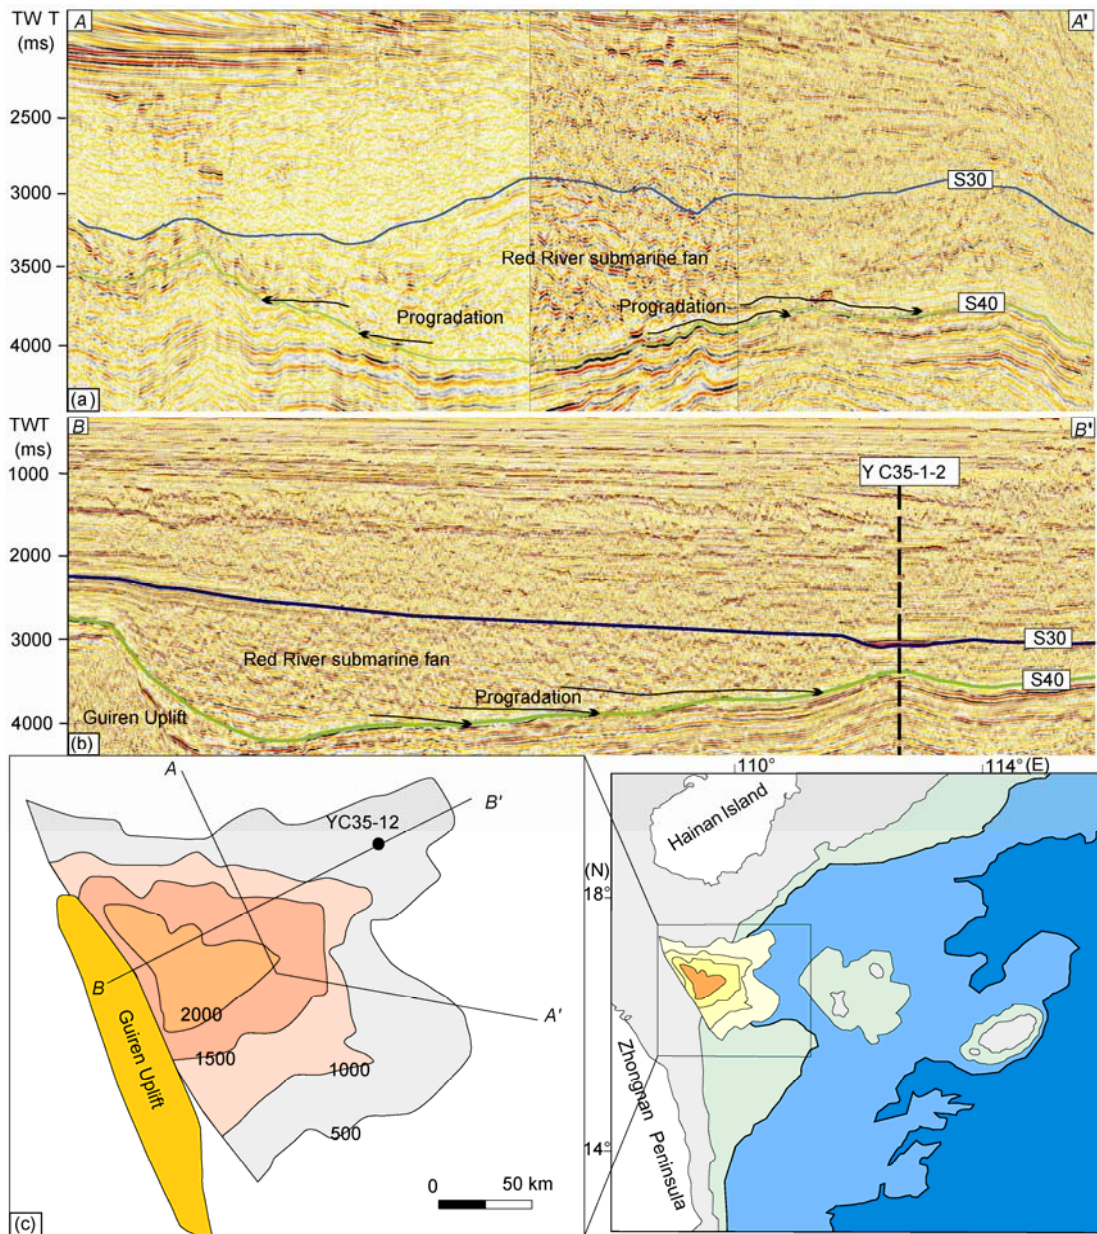 TW T
(ms)
A
A'
2500
3000
3500
4000
S30
Red River submarine fan
Progradation
Progradation
S40
(a)
TWT
(ms)
B
B'
1000
2000
3000
4000
Y C35-1-2
S30
S40
Red River submarine fan
Progradation
Guiren Uplift
(b)
A
B'
YC35-12
B
A'
2000
1500
1000
500
Guiren Uplift
0 50 km
(c)
110° 114° (E)
(N)
18°
14°
Hainan Island
Zhongnan Peninsula